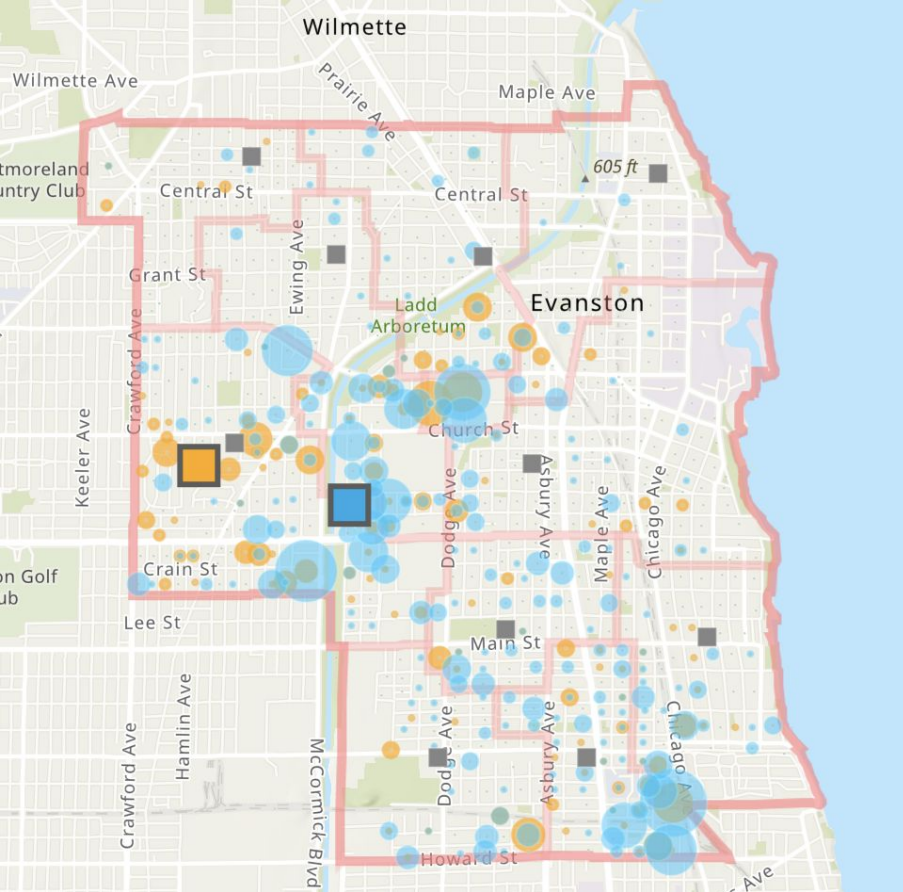 Wilmette
Wilmette Ave
Prairie Ave
Maple Ave
tmoreland
untry Club
605 ft
Central St
Central St
Ewing Ave
Grant St
Ladd
Arboretum
Evanston
Crawford Ave
Keeler Ave
Church St
Dodge Ave
Asbury Ave
Maple Ave
Chicago Ave
on Golf
ub
Crain St
Lee St
Main St
Hamlin Ave
Crawford Ave
McCormick Blvd
Dodge Ave
Asbury Ave
Chicago Ave
Howard St
Ave